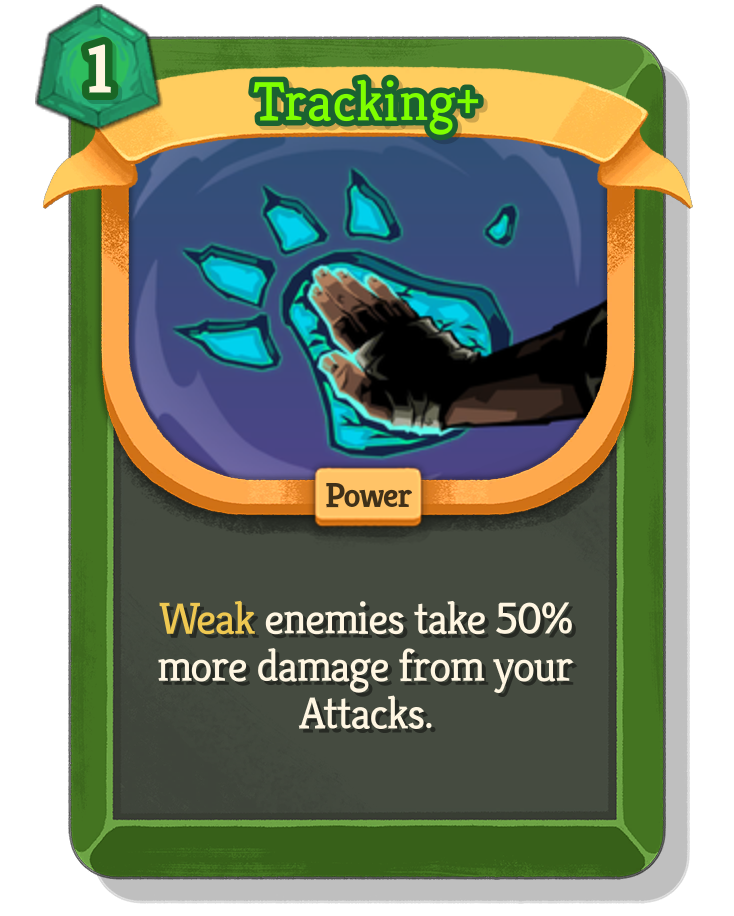 1
Tracking+
Power
Weak enemies take 50%
more damage from your
Attacks.